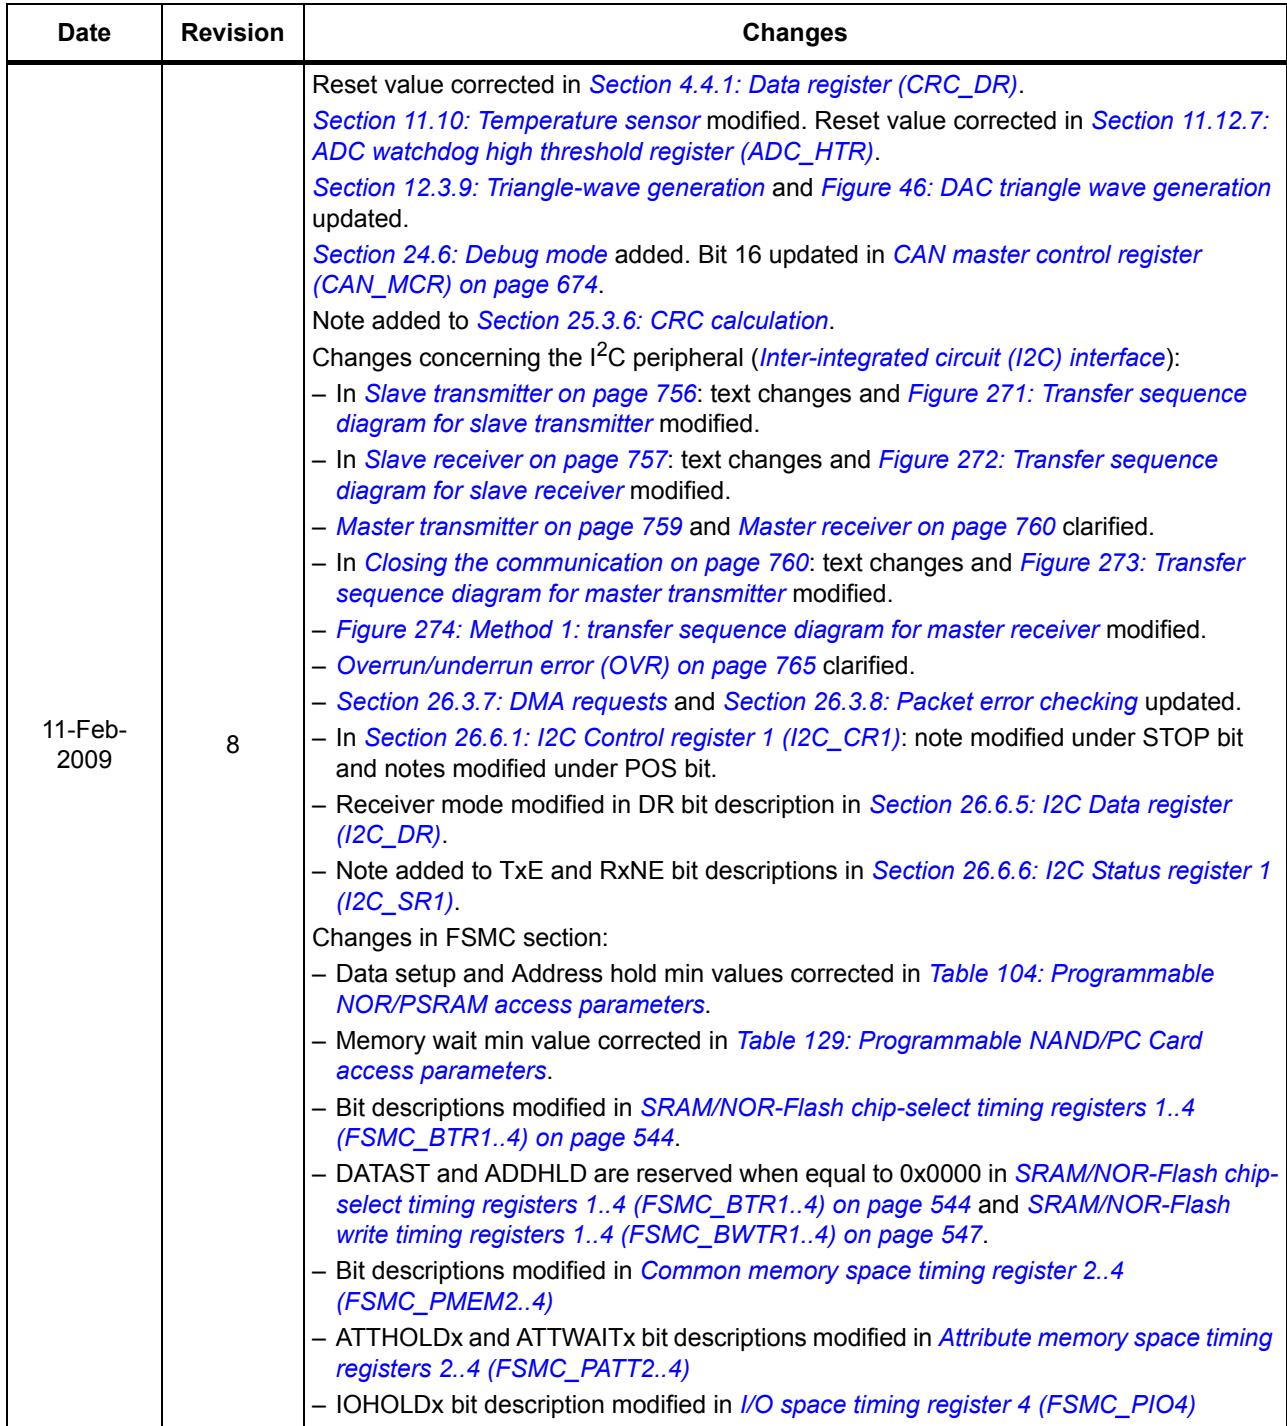 Date Revision Changes
Reset value corrected in Section 4.4.1: Data register (CRC_DR).
Section 11.10: Temperature sensor modified. Reset value corrected in Section 11.12.7:
ADC watchdog high threshold register (ADC_HTR).
Section 12.3.9: Triangle-wave generation and Figure 46: DAC triangle wave generation
updated.
Section 24.6: Debug mode added. Bit 16 updated in CAN master control register
(CAN_MCR) on page 674.
Note added to Section 25.3.6: CRC calculation.
Changes concerning the I2C peripheral (Inter-integrated circuit (I2C) interface):
– In Slave transmitter on page 756: text changes and Figure 271: Transfer sequence
diagram for slave transmitter modified.
– In Slave receiver on page 757: text changes and Figure 272: Transfer sequence
diagram for slave receiver modified.
– Master transmitter on page 759 and Master receiver on page 760 clarified.
– In Closing the communication on page 760: text changes and Figure 273: Transfer
sequence diagram for master transmitter modified.
– Figure 274: Method 1: transfer sequence diagram for master receiver modified.
– Overrun/underrun error (OVR) on page 765 clarified.
– Section 26.3.7: DMA requests and Section 26.3.8: Packet error checking updated.
11-Feb-
2009
8
– In Section 26.6.1: I2C Control register 1 (I2C_CR1): note modified under STOP bit
and notes modified under POS bit.
– Receiver mode modified in DR bit description in Section 26.6.5: I2C Data register
(I2C_DR).
– Note added to TxE and RxNE bit descriptions in Section 26.6.6: I2C Status register 1
(I2C_SR1).
Changes in FSMC section:
– Data setup and Address hold min values corrected in Table 104: Programmable
NOR/PSRAM access parameters.
– Memory wait min value corrected in Table 129: Programmable NAND/PC Card
access parameters.
– Bit descriptions modified in SRAM/NOR-Flash chip-select timing registers 1..4
(FSMC_BTR1..4) on page 544.
– DATAST and ADDHLD are reserved when equal to 0x0000 in SRAM/NOR-Flash chip-
select timing registers 1..4 (FSMC_BTR1..4) on page 544 and SRAM/NOR-Flash
write timing registers 1..4 (FSMC_BWTR1..4) on page 547.
– Bit descriptions modified in Common memory space timing register 2..4
(FSMC_PMEM2..4)
– ATTHOLDx and ATTWAITx bit descriptions modified in Attribute memory space timing
registers 2..4 (FSMC_PATT2..4)
– IOHOLDx bit description modified in I/O space timing register 4 (FSMC_PIO4)